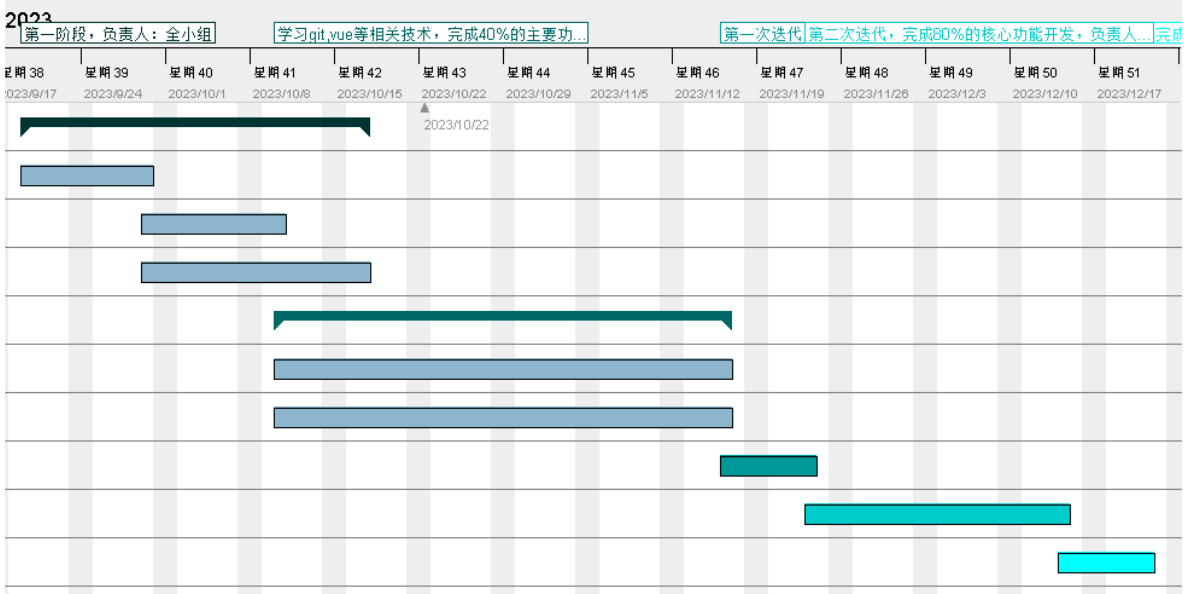 2023
第一阶段，负责人：全小组 学习git,vue等相关技术，完成40%的主要功... 第一次迭代 第二次迭代，完成80%的核心功能开发，负责人... 完成
星期 38 星期 39 星期 40 星期 41 星期 42 星期 43 星期 44 星期 45 星期 46 星期 47 星期 48 星期 49 星期 50 星期 51
2023/9/17 2023/9/24 2023/10/1 2023/10/8 2023/10/15 2023/10/22 2023/10/29 2023/11/5 2023/11/12 2023/11/19 2023/11/26 2023/12/3 2023/12/10 2023/12/17
2023/10/22